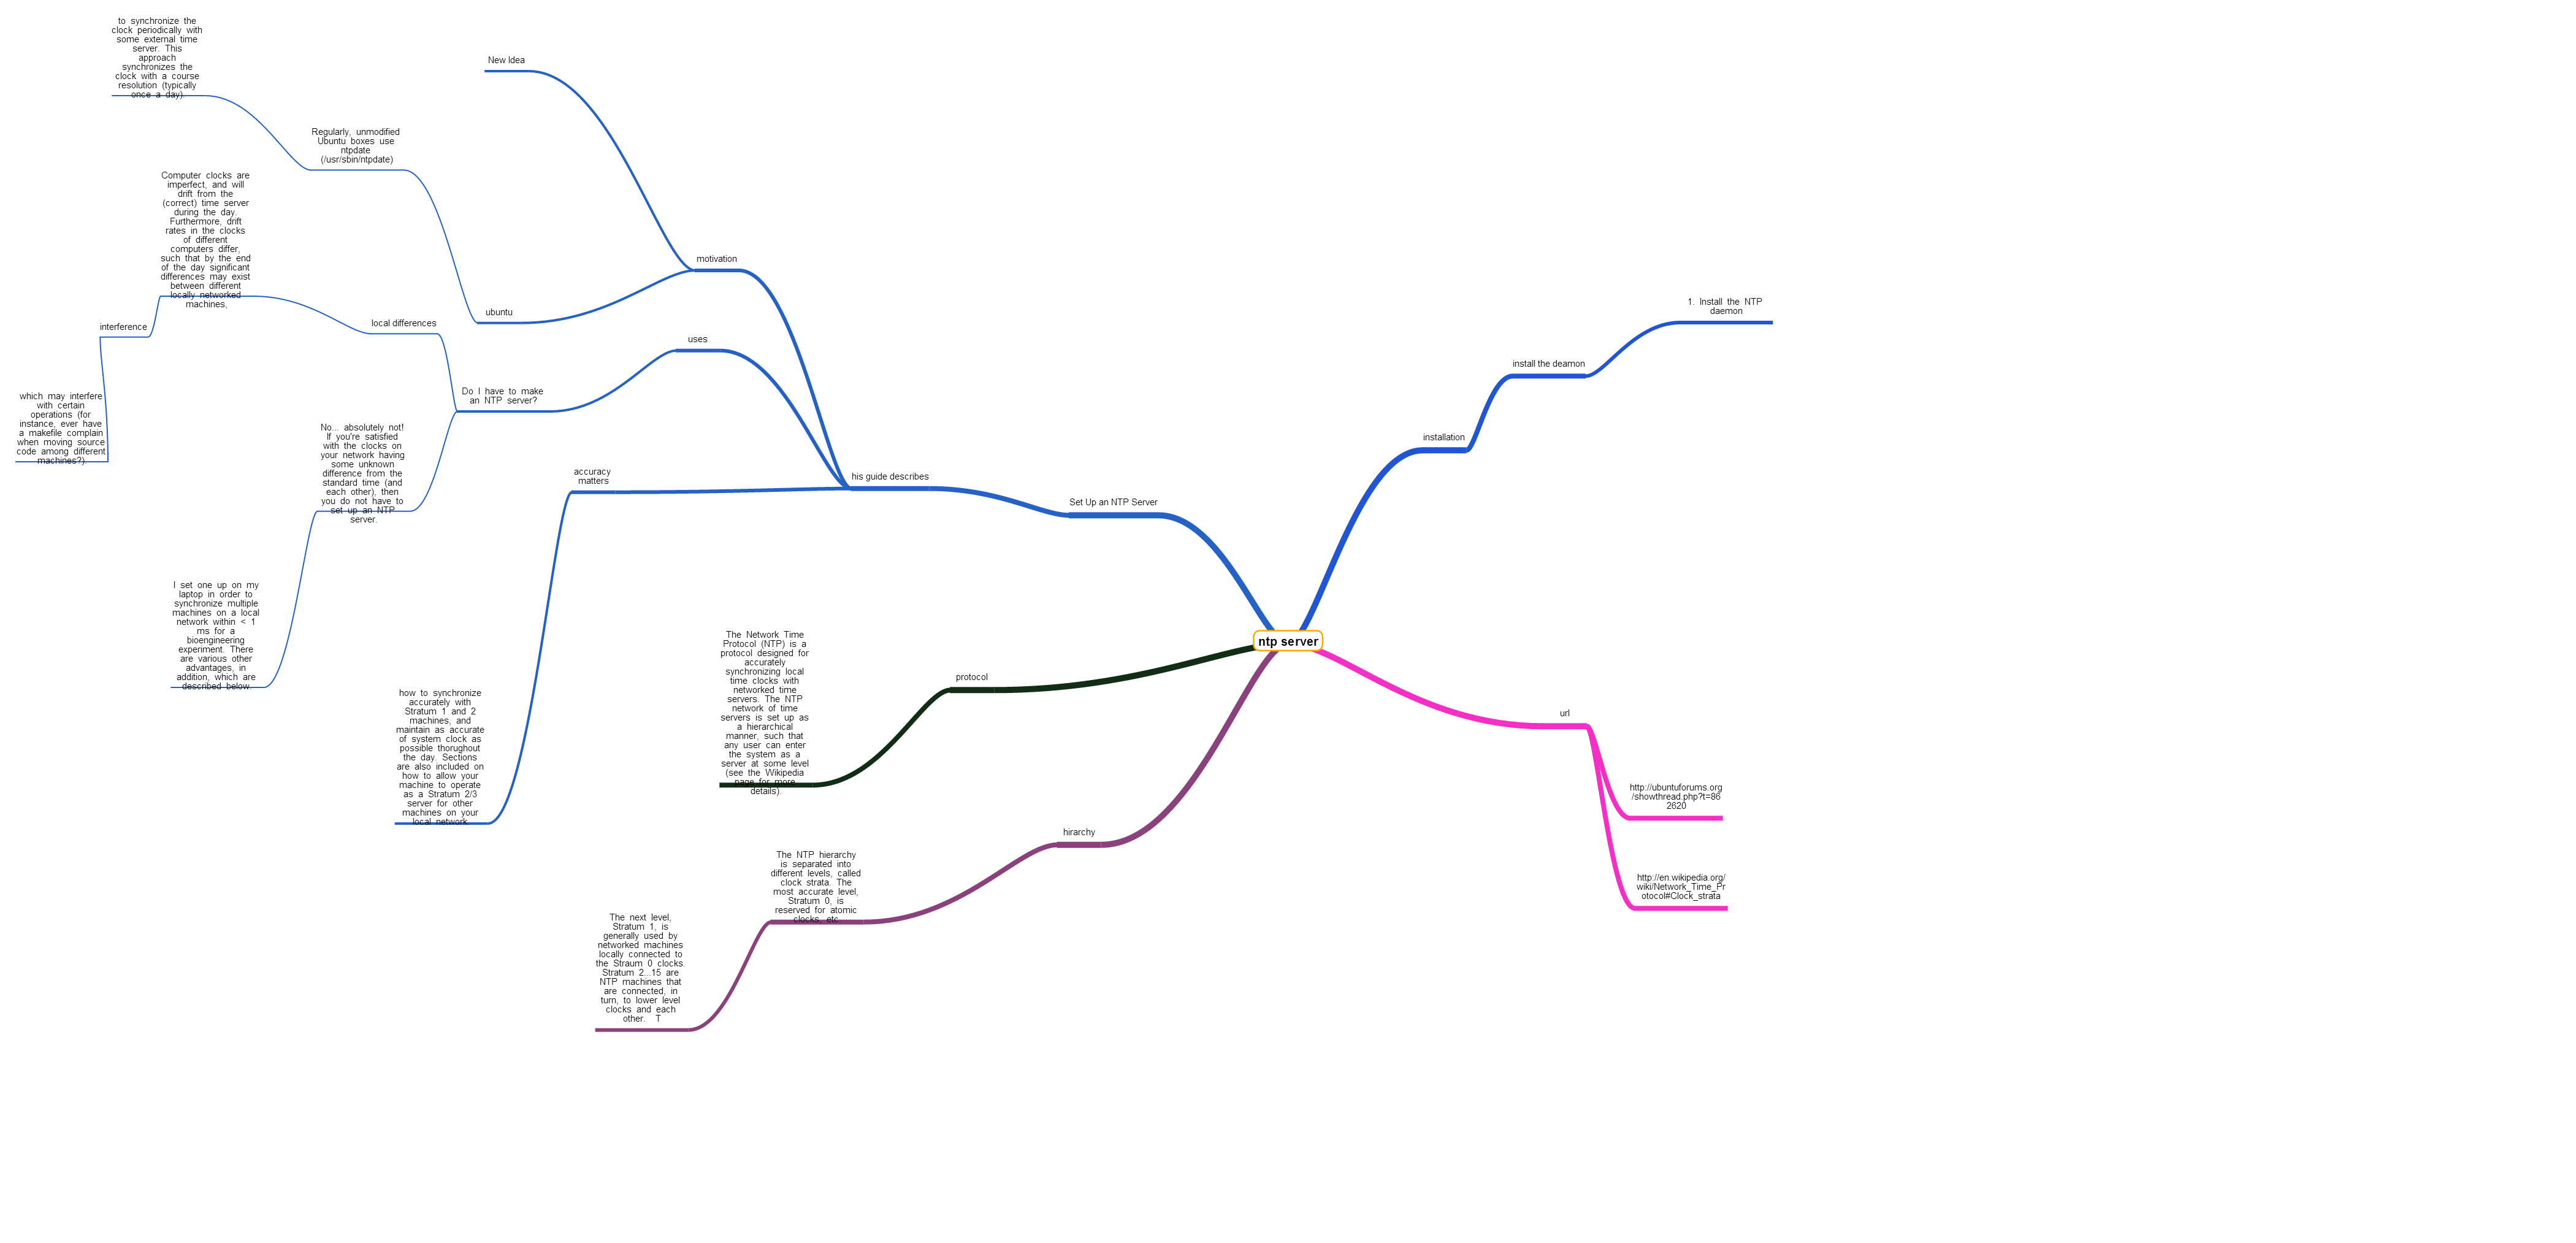 to synchronize the
clock periodically with
some external time
server. This
approach
synchronizes the
clock with a course
resolution (typically
once a day).
New Idea
Regularly, unmodified
Ubuntu boxes use
ntpdate
(/usr/sbin/ntpdate)
Computer clocks are
imperfect, and will
drift from the
(correct) time server
during the day.
Furthermore, drift
rates in the clocks
of different
computers differ,
such that by the end
of the day significant
differences may exist
between different
locally networked
machines,
motivation
ubuntu
interference
local differences
uses
which may interfere
with certain
operations (for
instance, ever have
a makefile complain
when moving source
code among different
machines?).
Do I have to make
an NTP server?
No... absolutely not!
If you're satisfied
with the clocks on
your network having
some unknown
difference from the
standard time (and
each other), then
you do not have to
set up an NTP
server.
accuracy
matters
his guide describes
Set Up an NTP Server
I set one up on my
laptop in order to
synchronize multiple
machines on a local
network within < 1
ms for a
bioengineering
experiment. There
are various other
advantages, in
addition, which are
described below.
how to synchronize
accurately with
Stratum 1 and 2
machines, and
maintain as accurate
of system clock as
possible thorughout
the day. Sections
are also included on
how to allow your
machine to operate
as a Stratum 2/3
server for other
machines on your
local network.
The Network Time
Protocol (NTP) is a
protocol designed for
accurately
synchronizing local
time clocks with
networked time
servers. The NTP
network of time
servers is set up as
a hierarchical
manner, such that
any user can enter
the system as a
server at some level
(see the Wikipedia
page for more
details).
protocol
ntp server
hirarchy
The NTP hierarchy
is separated into
different levels, called
clock strata. The
most accurate level,
Stratum 0, is
reserved for atomic
clocks, etc.
The next level,
Stratum 1, is
generally used by
networked machines
locally connected to
the Straum 0 clocks.
Stratum 2...15 are
NTP machines that
are connected, in
turn, to lower level
clocks and each
other. T
1. Install the NTP
daemon
install the deamon
installation
url
http://ubuntuforums.org
/showthread.php?t=86
2620
http://en.wikipedia.org/
wiki/Network_Time_Pr
otocol#Clock_strata